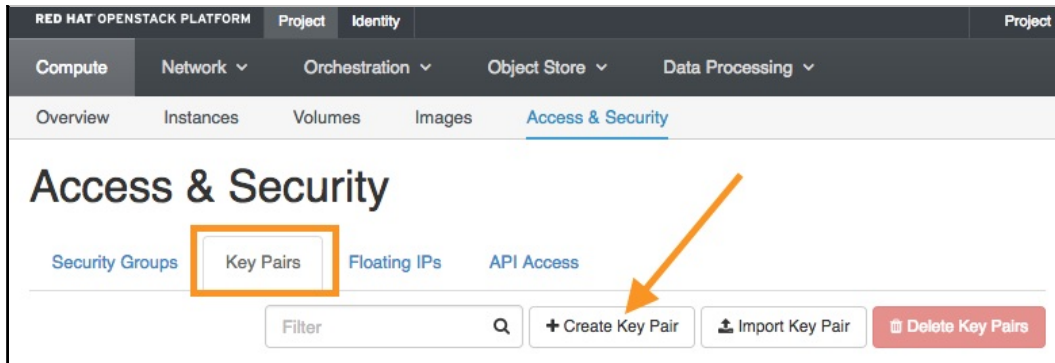 RED HAT OPENSTACK PLATFORM Project Identity Project
Compute Network Orchestration Object Store Data Processing
Overview Instances Volumes Images Access & Security
Access & Security
Security Groups Key Pairs Floating IPs API Access
Filter + Create Key Pair Import Key Pair Delete Key Pairs